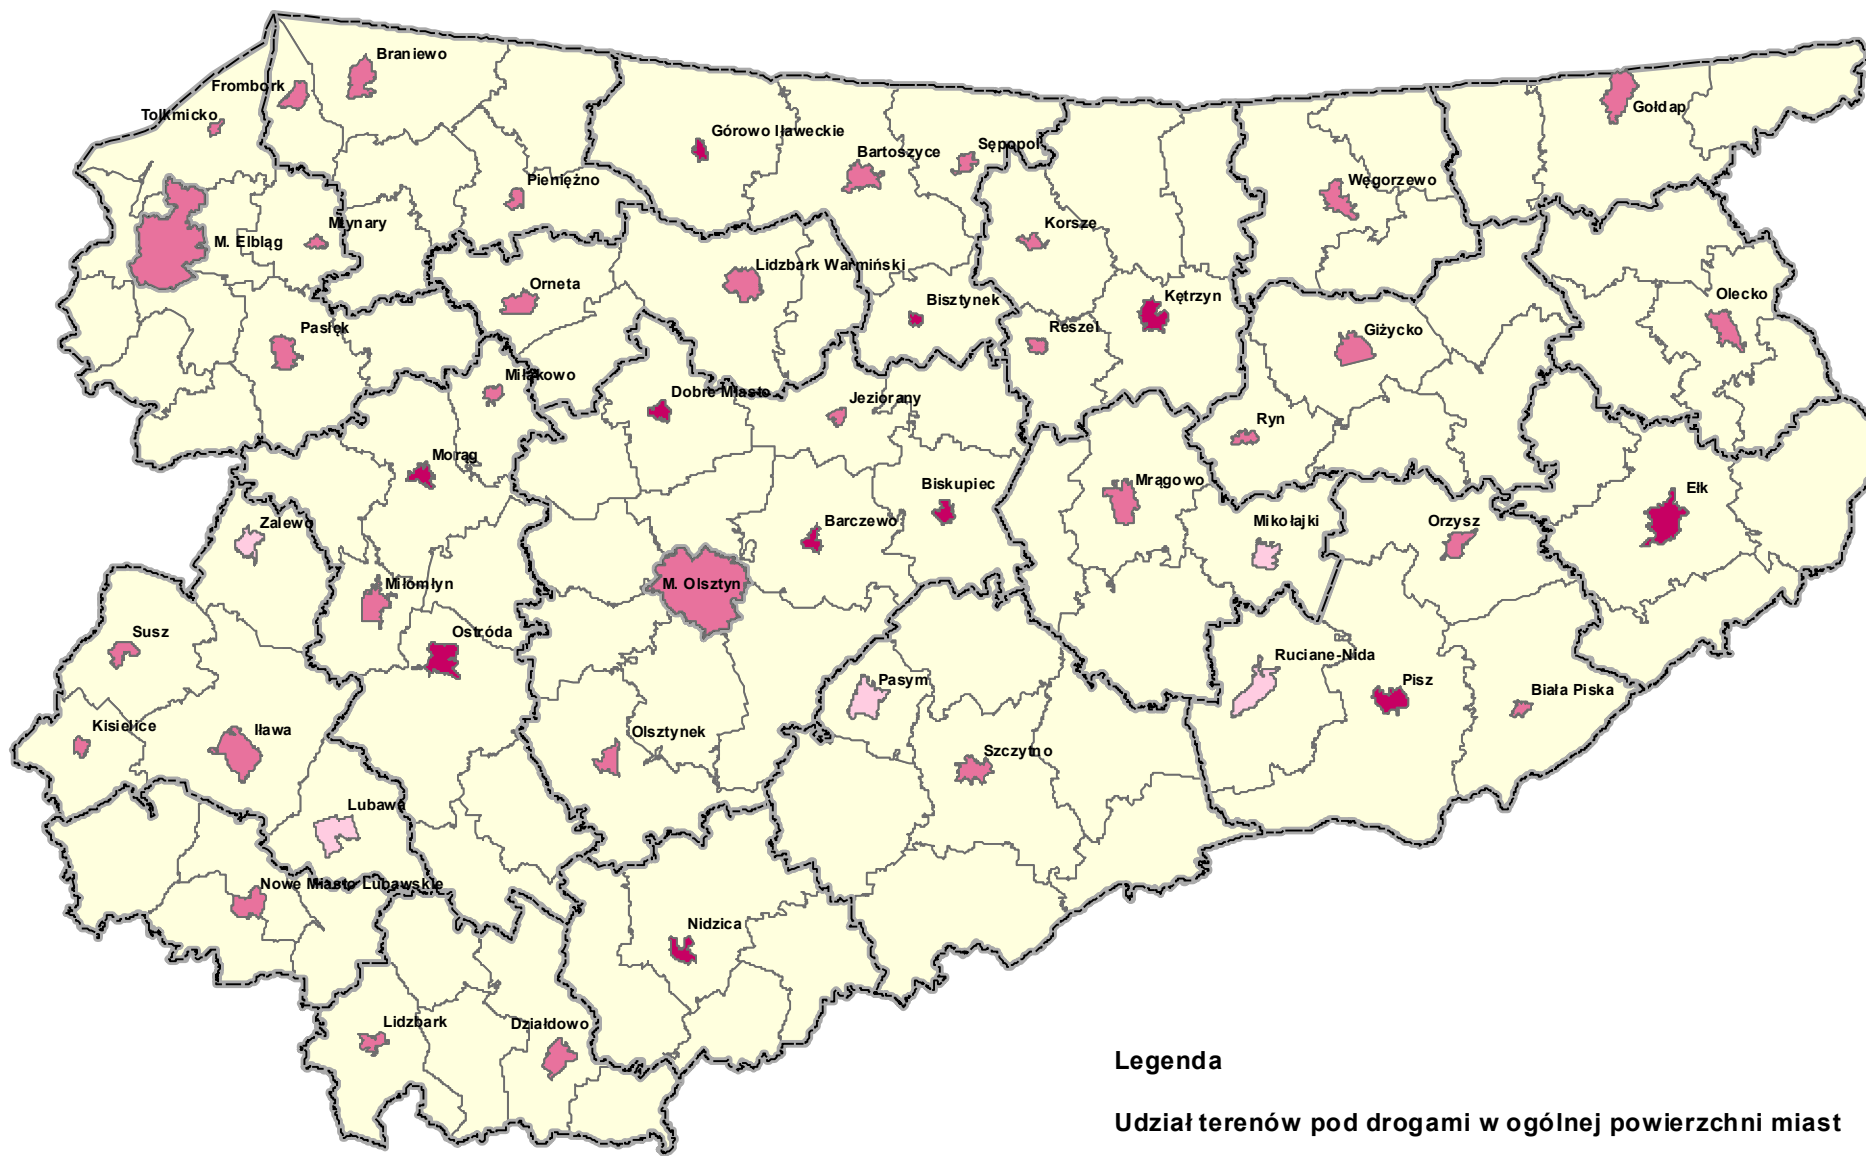 Braniewo
Frombork
Tolkmicko
Gołdap
Górowo Iławeckie
Bartoszyce
Sępopol
Pieniężno
Węgorzewo
Młynary
M. Elbląg
Korsze
Lidzbark Warmiński
Orneta
Bisztynek
Kętrzyn
Olecko
Pasłęk
Reszel
Giżycko
Miłakowo
Dobre Miasto
Jeziorany
Ryn
Morąg
Biskupiec
Mrągowo
Ełk
Zalewo
Barczewo
Mikołajki
Orzysz
Miłomłyn
M. Olsztyn
Susz
Ostróda
Ruciane-Nida
Pasym
Pisz
Biała Piska
Kisielice
Iława
Olsztynek
Szczytno
Lubawa
Nowe Miasto Lubawskie
Nidzica
Lidzbark
Działdowo
Legenda
Udział terenów pod drogami w ogólnej powierzchni miast